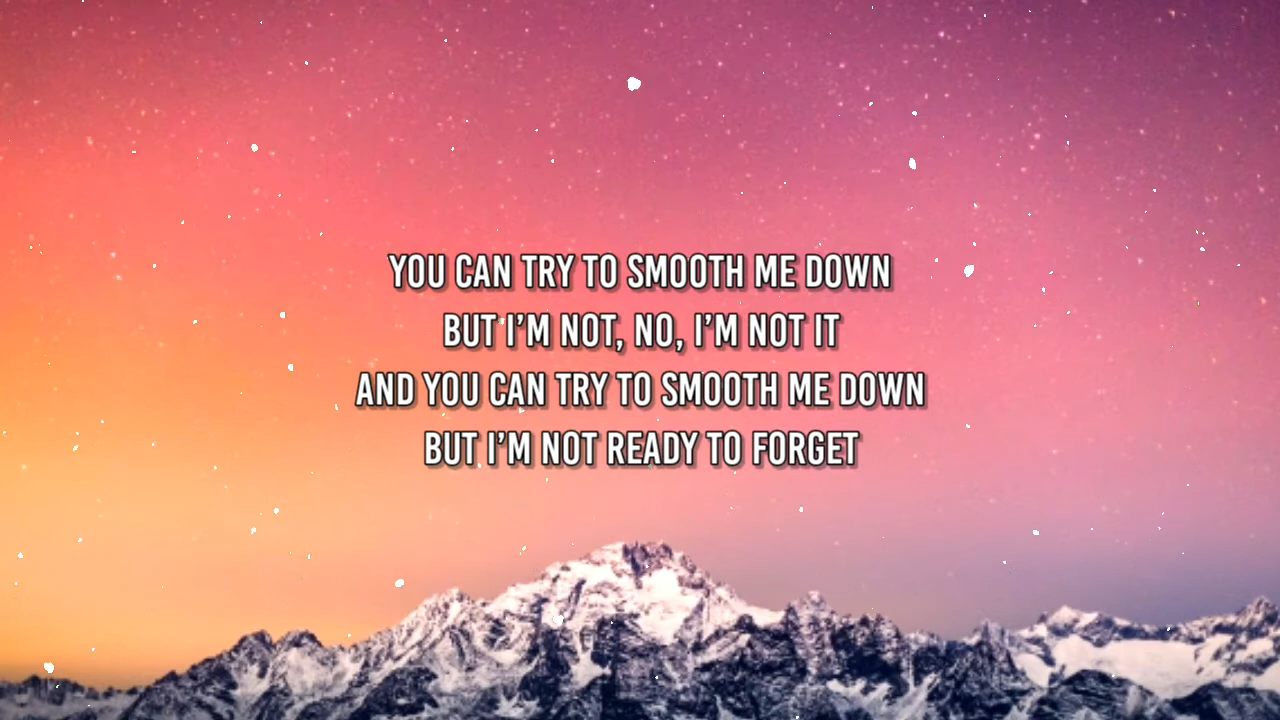 YOU CAN TRY TO SMOOTH ME DOWN
BUT I'M NOT, NO, I'M NOT IT
AND YOU CAN TRY TO SMOOTH ME DOWN
BUT I'M NOT READY TO FORGET